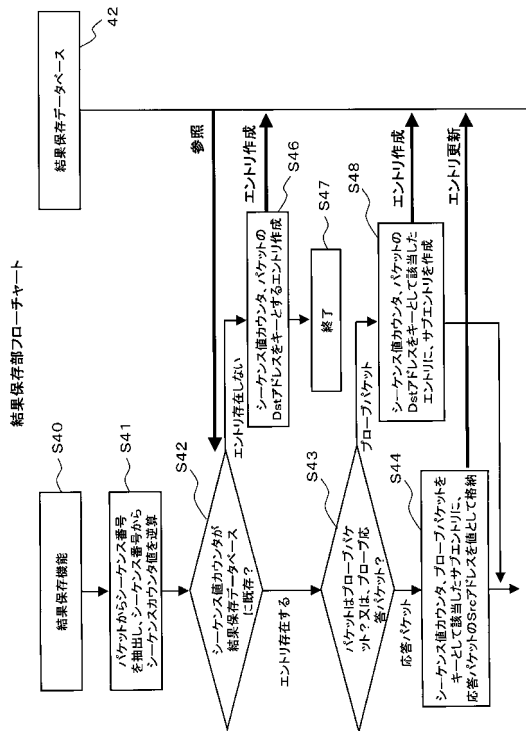 結果保存部フローチャート
結果保存機能
S40
結果保存データベース
42
パケットからシーケンス番号
を抽出し、シーケンス番号から
シーケンスカウンタ値を逆算
S41
参照
シーケンス値カウンタが
結果保存データベース
に既存?
S42
エントリ存在しない
シーケンス値カウンタ、パケットの
Dstアドレスをキーとするエントリ作成
S46
エントリ作成
終了
S47
エントリ存在する
パケットはプローブパケ
ット?又は、プローブ応
答パケット?
S43
プローブパケット
シーケンス値カウンタ、パケットの
Dstアドレスをキーとして該当した
エントリに、サブエントリを作成
S48
エントリ作成
応答パケット
シーケンス値カウンタ、プローブパケットを
キーとして該当したサブエントリに、
応答パケットのSrcアドレスを値として格納
S44
エントリ更新